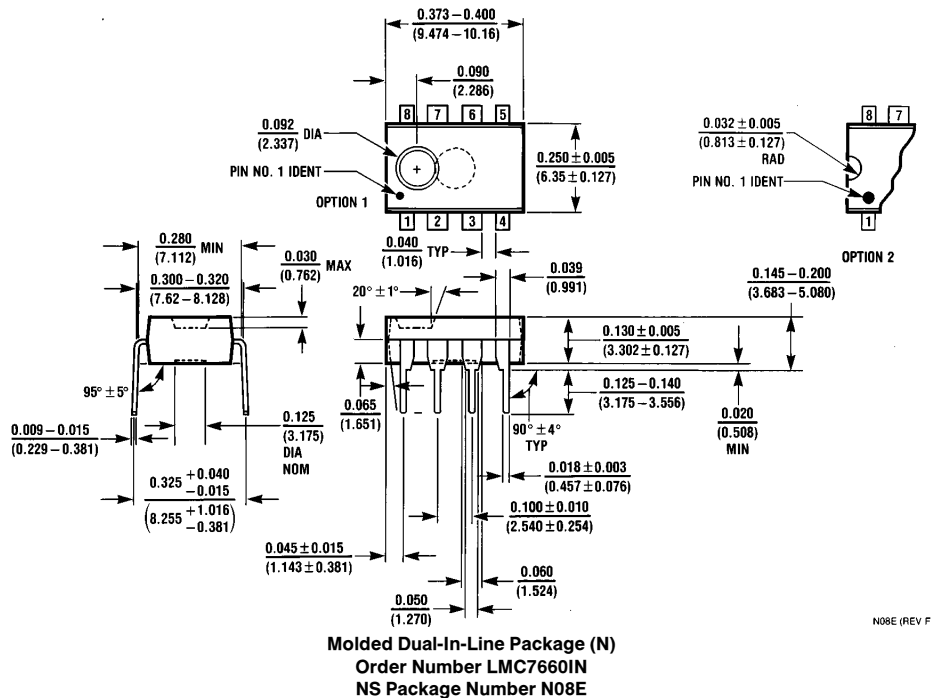 0.373 – 0.400
(9.474 – 10.16)
0.090
(2.286)
8 7 6 5
0.092 DIA
(2.337)
PIN NO. 1 IDENT
OPTION 1
+
1 2 3 4
0.250 ± 0.005
(6.35 ± 0.127)
0.032 ± 0.005
(0.813 ± 0.127)
RAD
PIN NO. 1 IDENT
8 7
1
OPTION 2
0.280 MIN
(7.112)
0.300 – 0.320
(7.62 – 8.128)
0.030 MAX
(0.762)
0.040 TYP
(1.016)
0.039
(0.991)
20° ± 1°
0.145 – 0.200
(3.683 – 5.080)
0.130 ± 0.005
(3.302 ± 0.127)
0.125 – 0.140
(3.175 – 3.556)
0.020
(0.508)
MIN
95° ± 5°
0.009 – 0.015
(0.229 – 0.381)
0.125
(3.175)
DIA
NOM
0.065
(1.651)
90° ± 4°
TYP
0.018 ± 0.003
(0.457 ± 0.076)
0.325 +0.040 −0.015
(8.255 +1.016 −0.381)
0.100 ± 0.010
(2.540 ± 0.254)
0.045 ± 0.015
(1.143 ± 0.381)
0.060
(1.524)
0.050
(1.270)
N08E (REV F
Molded Dual-In-Line Package (N)
Order Number LMC7660IN
NS Package Number N08E